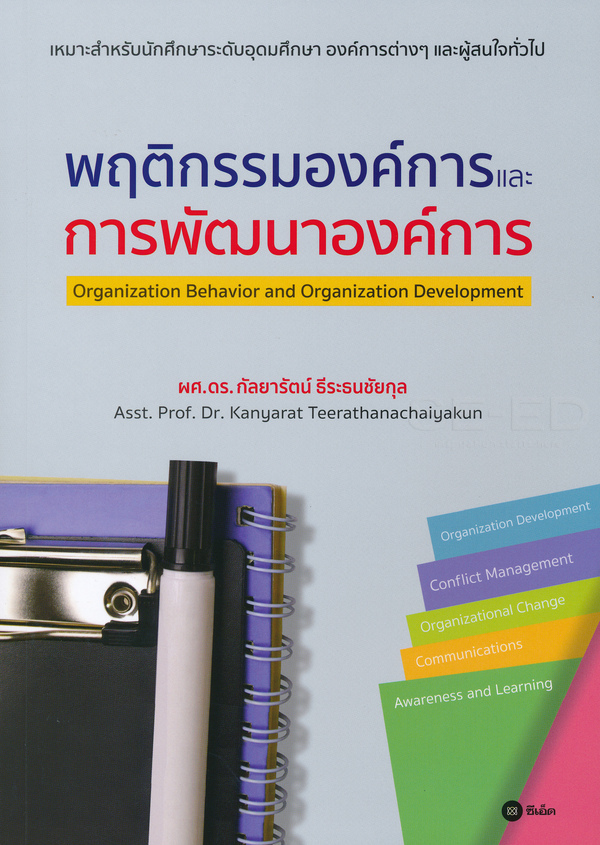 เหมาะสำหรับนักศึกษาระดับอุดมศึกษา องค์การต่างๆ และผู้สนใจทั่วไป
พฤติกรรมองค์การและ
การพัฒนาองค์การ
Organization Behavior and Organization Development
ผศ.ดร. กัลยารัตน์ ธีระธนชัยกุล
Asst. Prof. Dr. Kanyarat Teerathanachaiyakun
SE-ED
Organization Development
Conflict Management
Organizational Change
Communications
Awareness and Learning
ซีเอ็ด